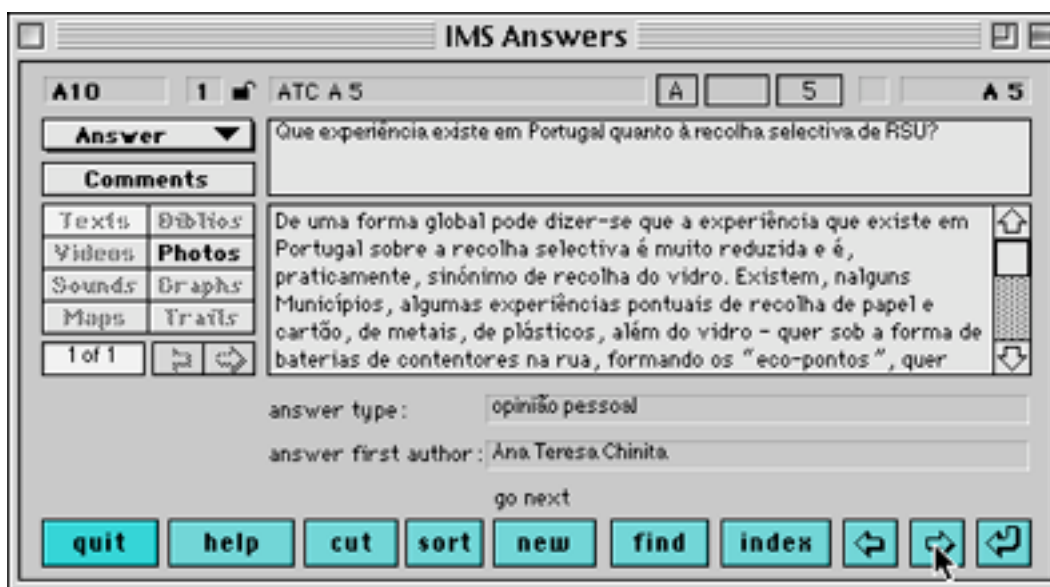 IMS Answers
A10 1 ATC A 5 A 5 A 5
Answer
Que experiência existe em Portugal quanto à recolha selectiva de RSU?
Comments
Texts Biblios
Videos Photos
Sounds Graphs
Maps Trails
1 of 1
De uma forma global pode dizer-se que a experiência que existe em
Portugal sobre a recolha selectiva é muito reduzida e é,
praticamente, sinónimo de recolha do vidro. Existem, nalguns
Municípios, algumas experiências pontuais de recolha de papel e
cartão, de metais, de plásticos, além do vidro - quer sob a forma de
baterias de contentores na rua, formando os "eco-pontos", quer
answer type: opinião pessoal
answer first author: Ana Teresa Chinita
go next
quit help cut sort new find index